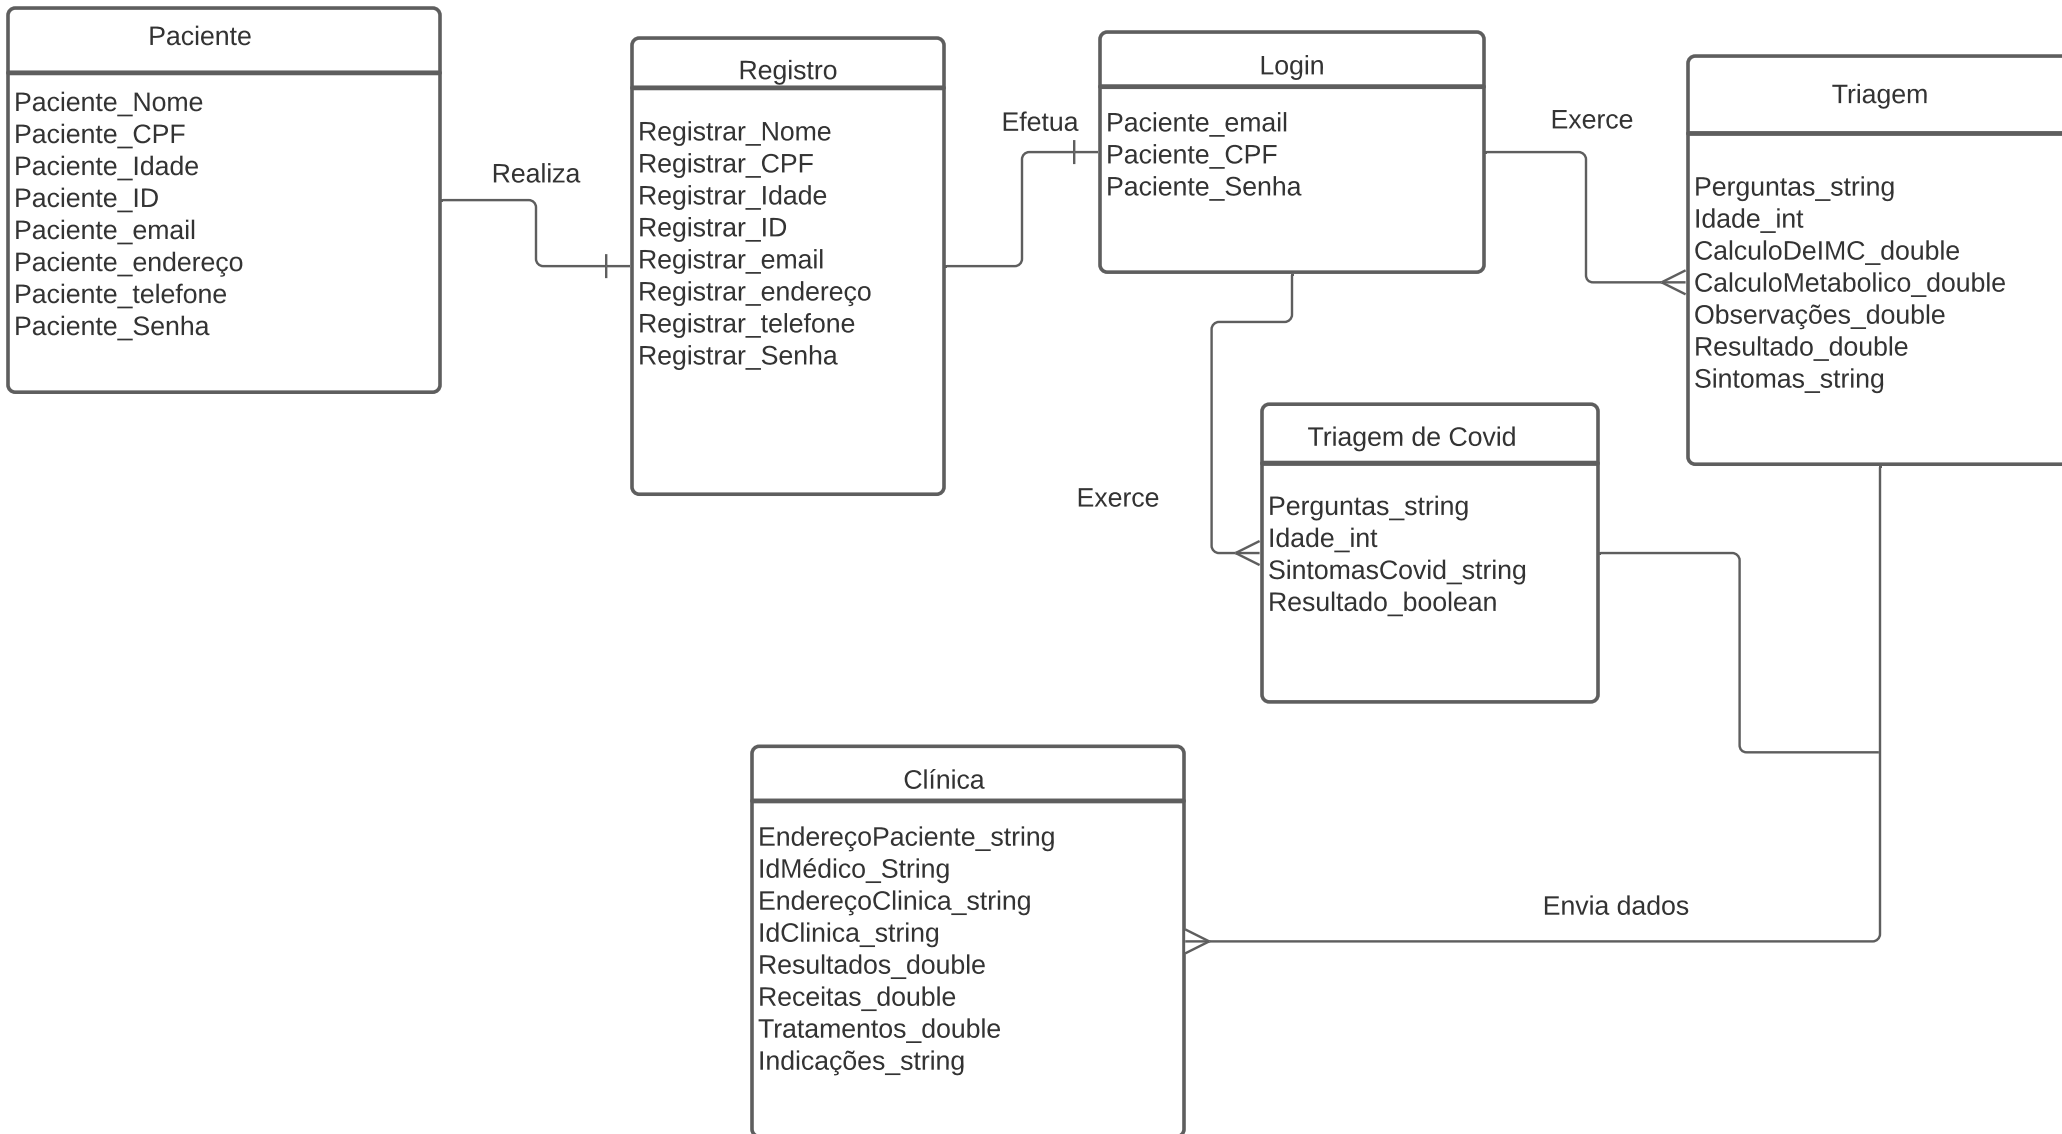 Paciente
Paciente_Nome
Paciente_CPF
Paciente_Idade
Paciente_ID
Paciente_email
Paciente_endereço
Paciente_telefone
Paciente_Senha
Realiza
Registro
Registrar_Nome
Registrar_CPF
Registrar_Idade
Registrar_ID
Registrar_email
Registrar_endereço
Registrar_telefone
Registrar_Senha
Efetua
Login
Paciente_email
Paciente_CPF
Paciente_Senha
Exerce
Triagem
Perguntas_string
Idade_int
CalculoDeIMC_double
CalculoMetabolico_double
Observações_double
Resultado_double
Sintomas_string
Exerce
Triagem de Covid
Perguntas_string
Idade_int
SintomasCovid_string
Resultado_boolean
Clínica
EndereçoPaciente_string
IdMédico_String
EndereçoClinica_string
IdClinica_string
Resultados_double
Receitas_double
Tratamentos_double
Indicações_string
Envia dados